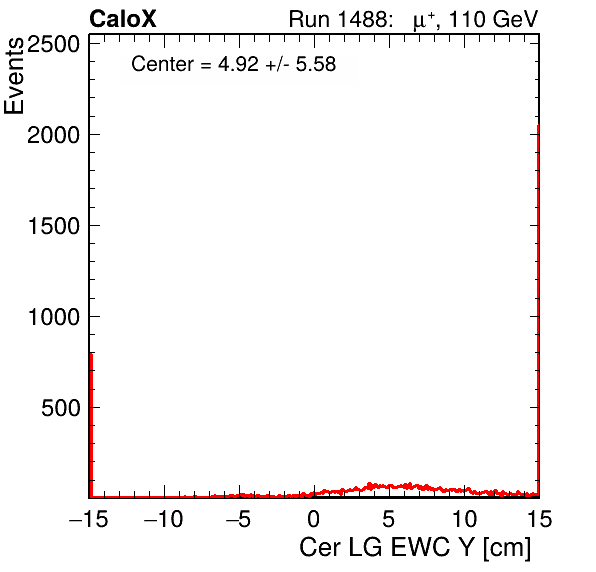 CaloX
Run 1488: μ⁺, 110 GeV
Center = 4.92 +/- 5.58
Events
2500
2000
1500
1000
500
−15 −10 −5 0 5 10 15
Cer LG EWC Y [cm]